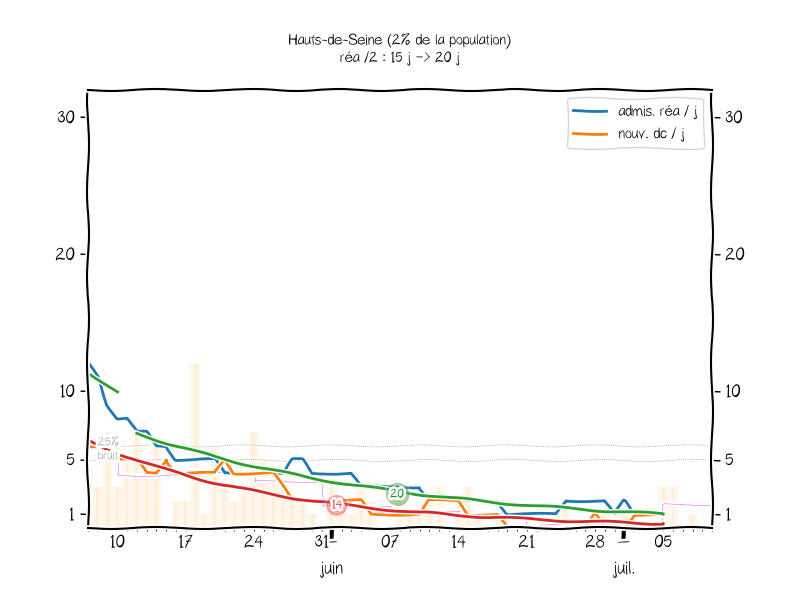 Hauts-de-Seine (2% de la population)
réa /2 : 15 j -> 20 j
admis. réa / j
nouv. dc / j
30
30
20
20
10
10
25%
bruit
5
5
20
14
1
1
10 17 24 31 07 14 21 28 05
juin juil.